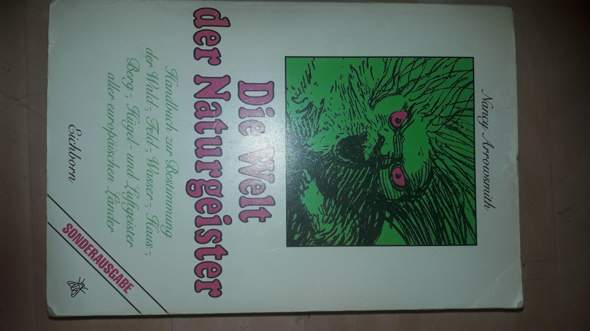 Nancy Arrowsmith
Die Welt
der Naturgeister
Handbuch zur Bestimmung
der Wald-, Feld-, Wasser-, Haus-,
Berg-, Hügel- und Luftgeister
aller europäischen Länder
Eichborn
SONDERAUSGABE